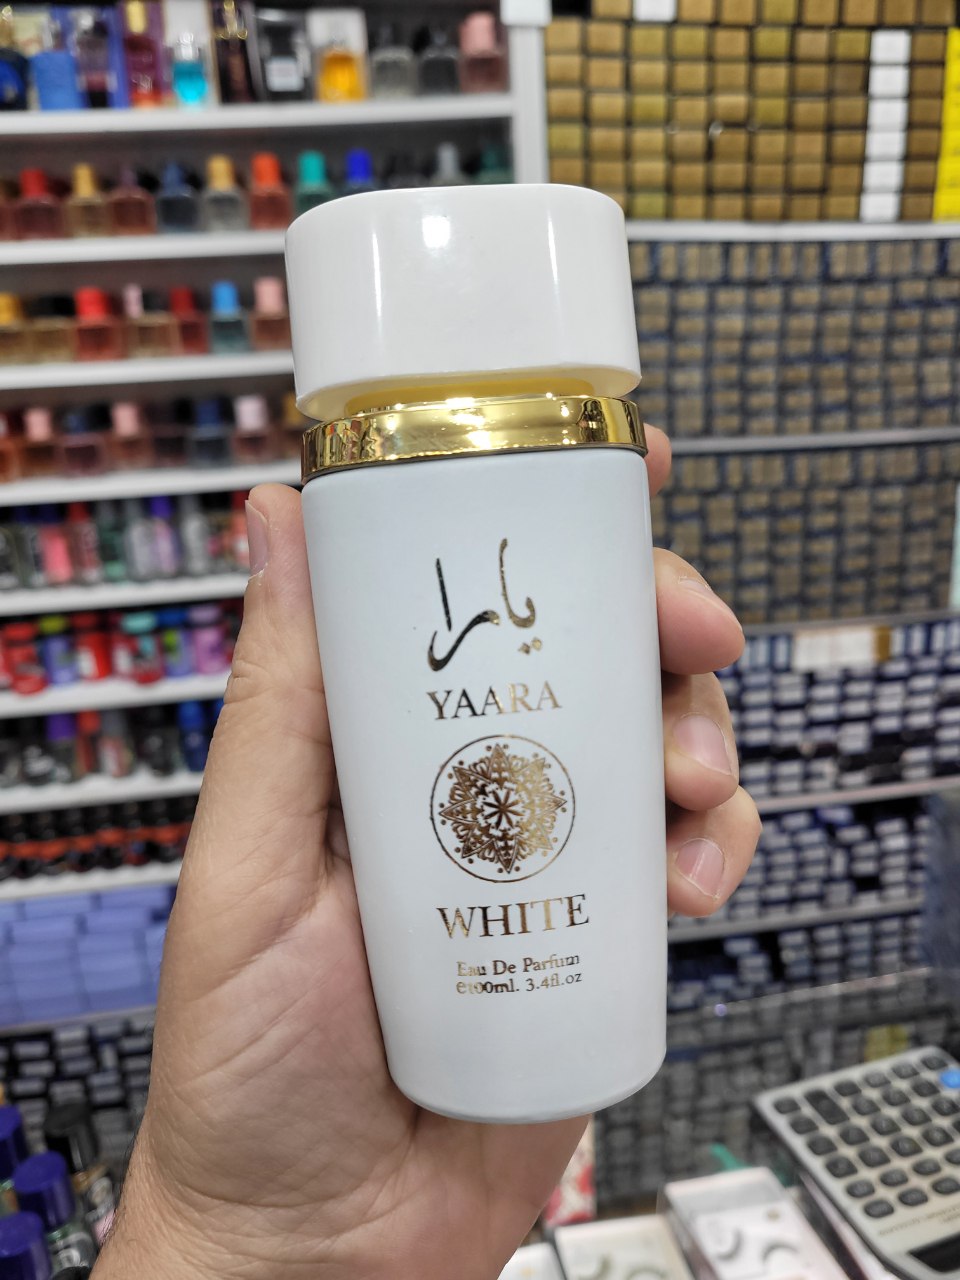 يارا
YAARA
WHITE
Eau De Parfum
e100ml. 3.4fl.oz